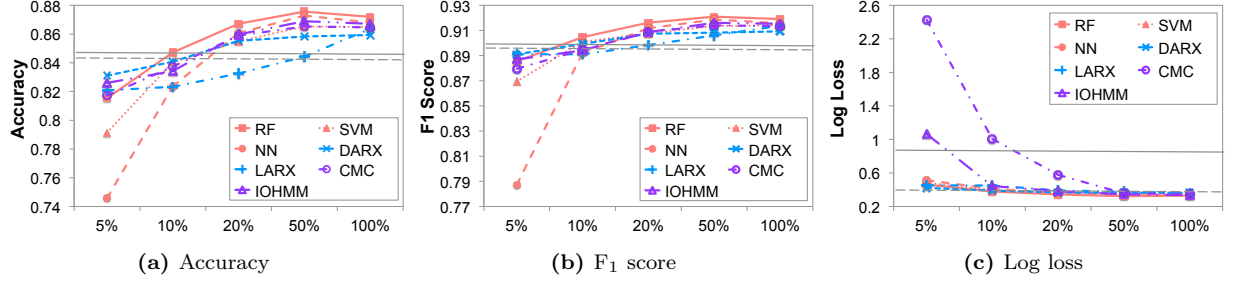 Accuracy
0.88
0.86
0.84
0.82
0.8
0.78
0.76
0.74
5% 10% 20% 50% 100%
RF SVM
NN DARX
LARX CMC
IOHMM
(a) Accuracy
F1 Score
0.93
0.91
0.89
0.87
0.85
0.83
0.81
0.79
0.77
5% 10% 20% 50% 100%
RF SVM
NN DARX
LARX CMC
IOHMM
(b) F₁ score
Log Loss
2.6
2.2
1.8
1.4
1
0.6
0.2
5% 10% 20% 50% 100%
RF SVM
NN DARX
LARX CMC
IOHMM
(c) Log loss